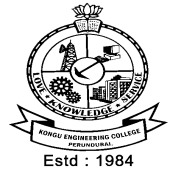 LOVE • KNOWLEDGE • SERVICE
KONGU ENGINEERING COLLEGE
PERUNDURAI
Estd : 1984